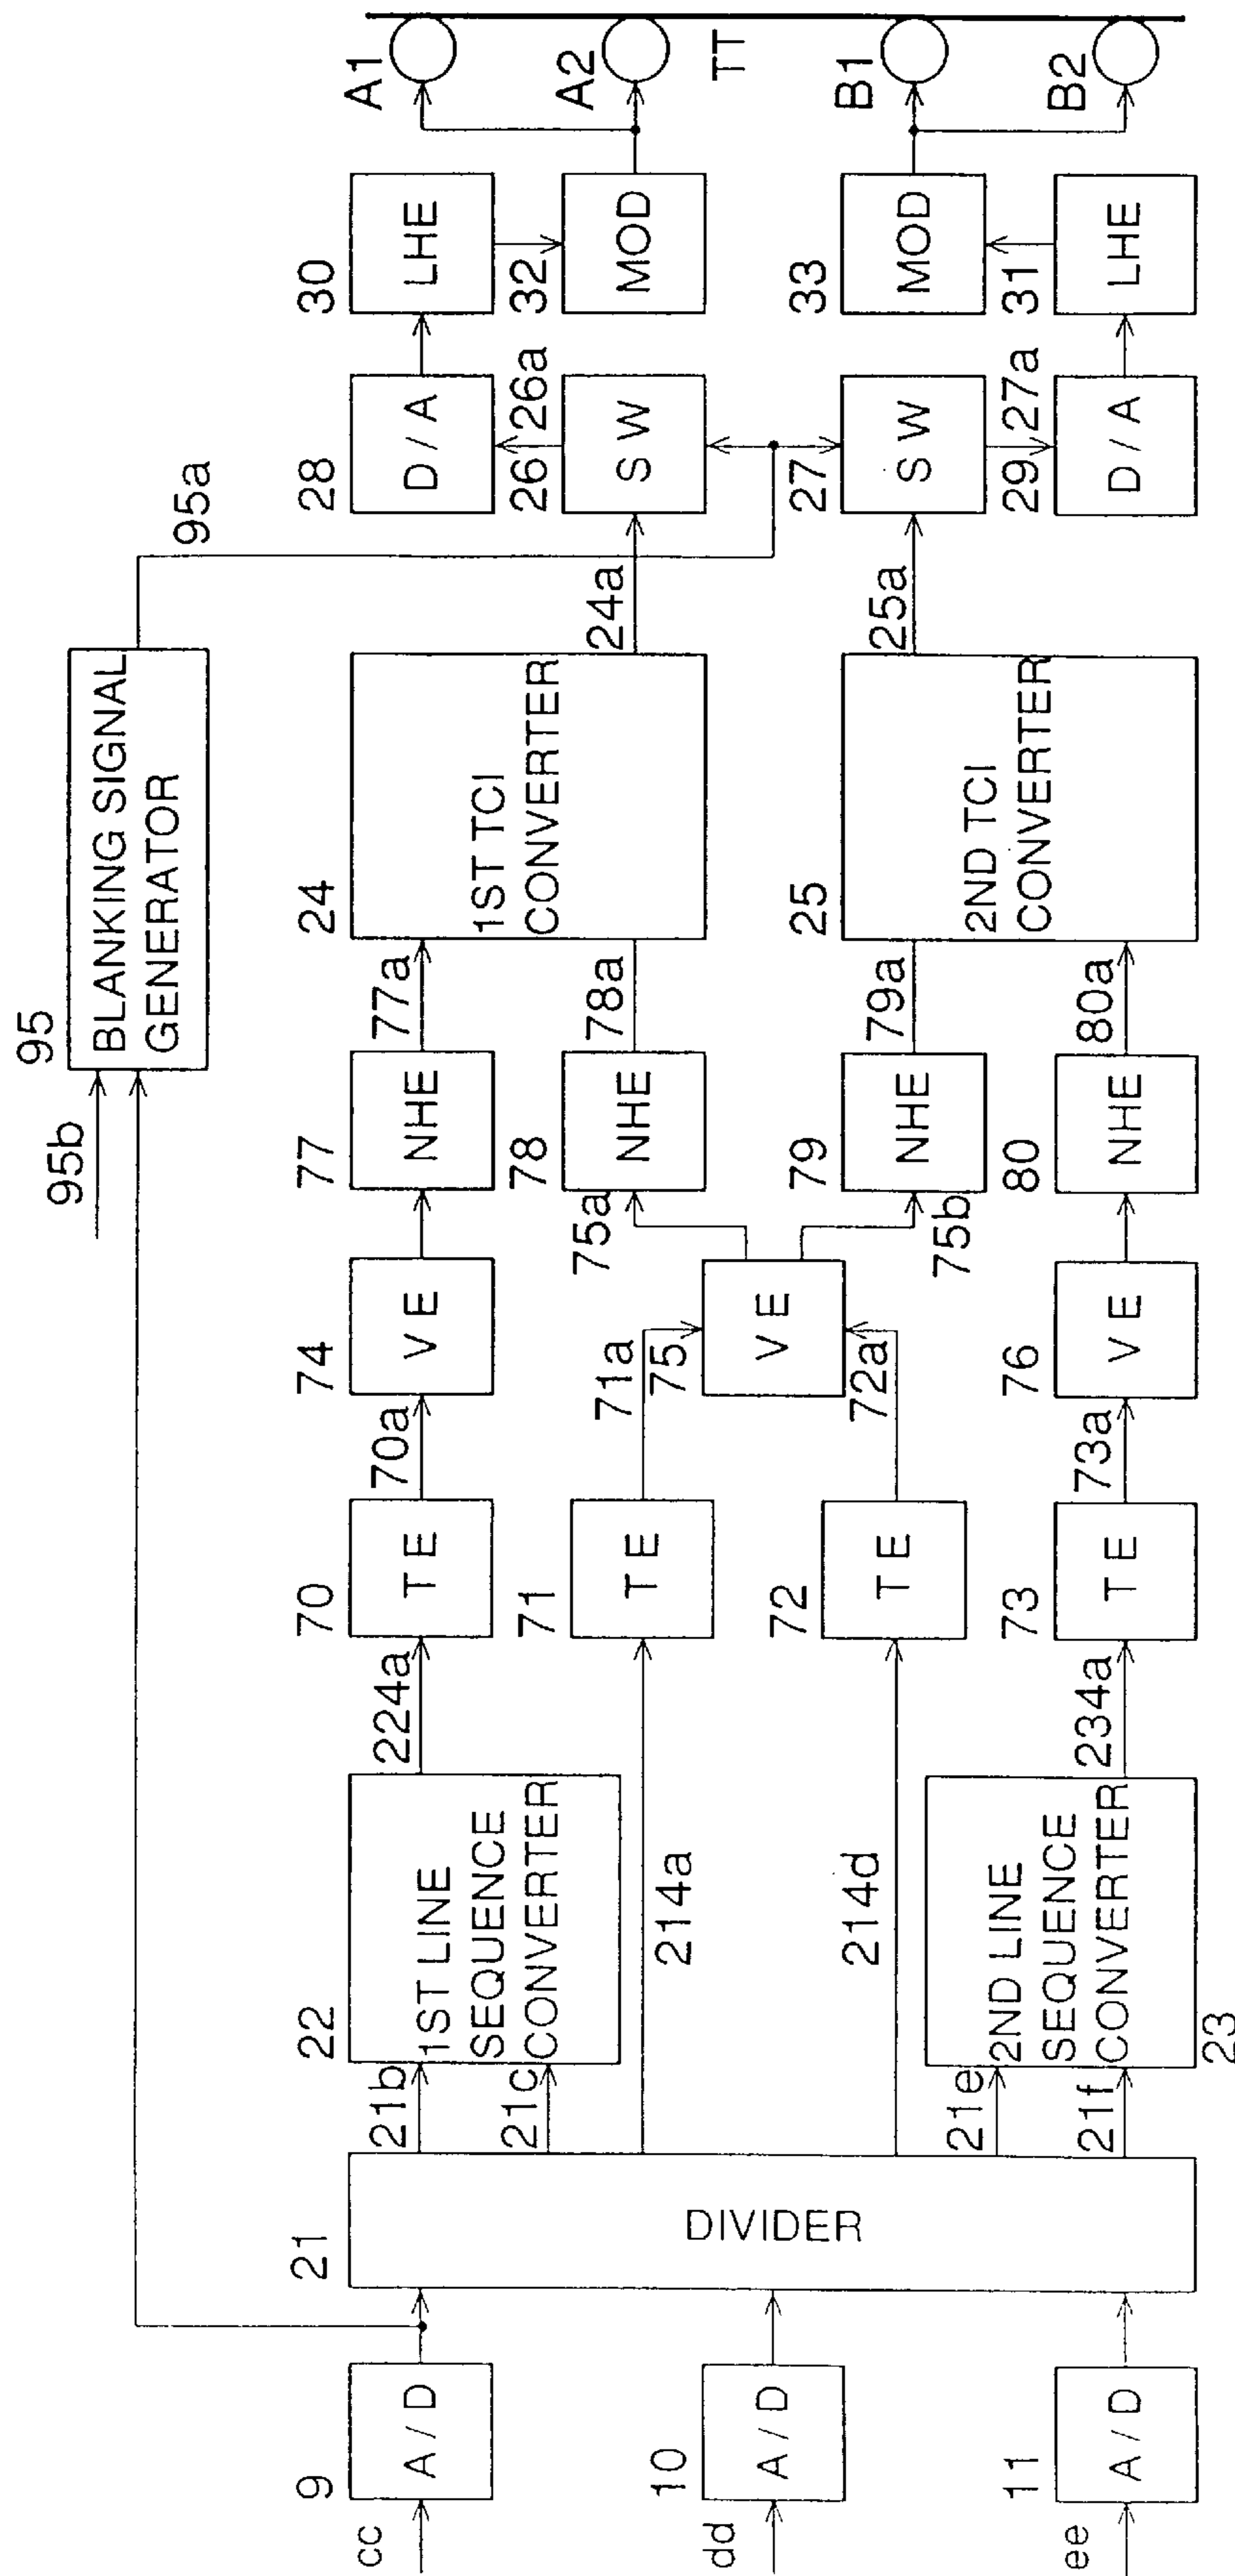 95b
95
BLANKING SIGNAL
GENERATOR
95a
cc
9
A/D
dd
10
A/D
ee
11
A/D
21
DIVIDER
21b
21c
214a
214d
21e
21f
22
1ST LINE
SEQUENCE
CONVERTER
23
2ND LINE
SEQUENCE
CONVERTER
224a
234a
70
TE
71
TE
72
TE
73
TE
70a
71a
72a
73a
74
VE
75
VE
76
VE
75a
75b
77
NHE
78
NHE
79
NHE
80
NHE
77a
78a
79a
80a
24
1ST TCI
CONVERTER
25
2ND TCI
CONVERTER
24a
25a
28
D/A
26
26a
SW
27
SW
29
27a
D/A
30
LHE
32
MOD
33
MOD
31
LHE
A1
A2
TT
B1
B2